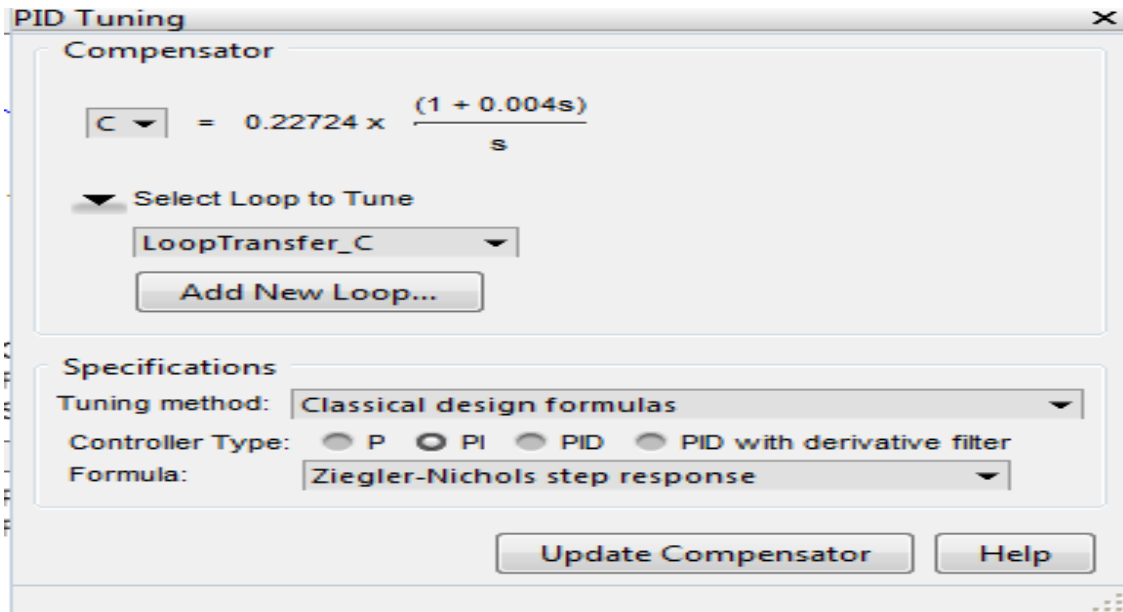 PID Tuning
Compensator
C = 0.22724 x (1 + 0.004s)
s
Select Loop to Tune
LoopTransfer_C
Add New Loop...
Specifications
Tuning method: Classical design formulas
Controller Type: P PI PID PID with derivative filter
Formula: Ziegler-Nichols step response
Update Compensator Help